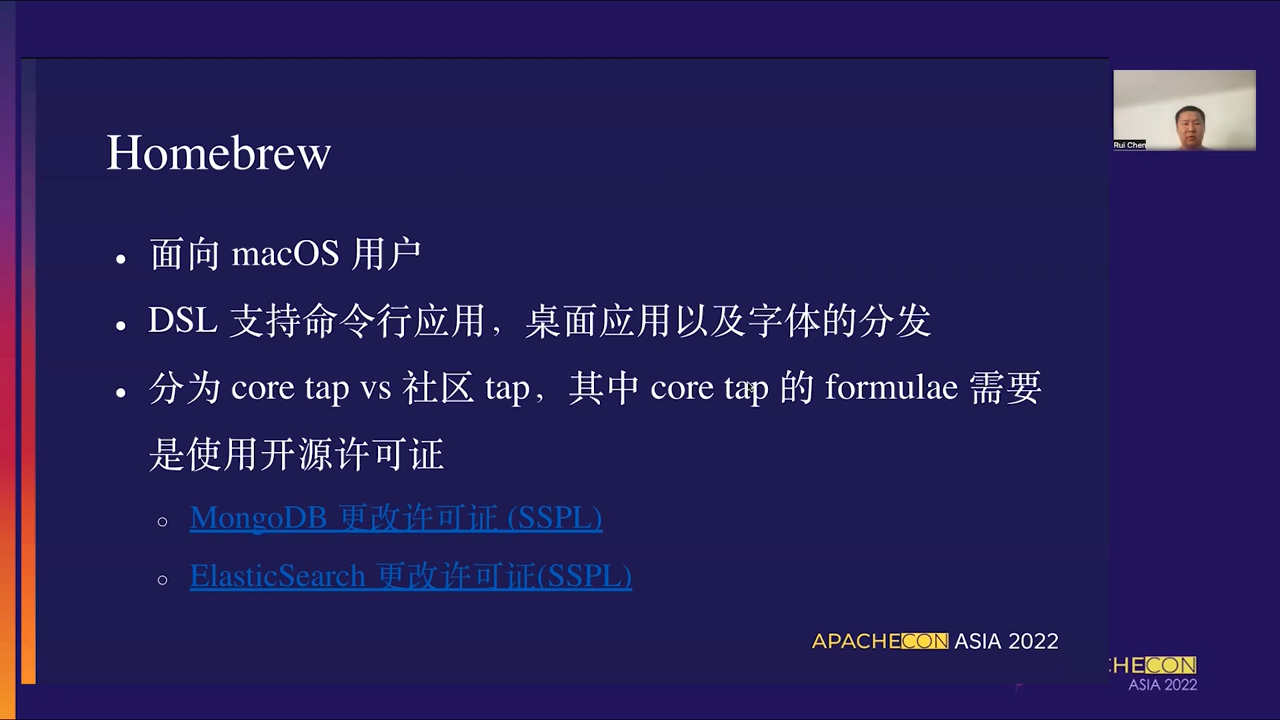 Homebrew
面向 macOS 用户
DSL 支持命令行应用，桌面应用以及字体的分发
分为 core tap vs 社区 tap，其中 core tap 的 formulae 需要
是使用开源许可证
MongoDB 更改许可证 (SSPL)
ElasticSearch 更改许可证(SSPL)
APACHECON ASIA 2022
Rui Chen
CHECON
ASIA 2022